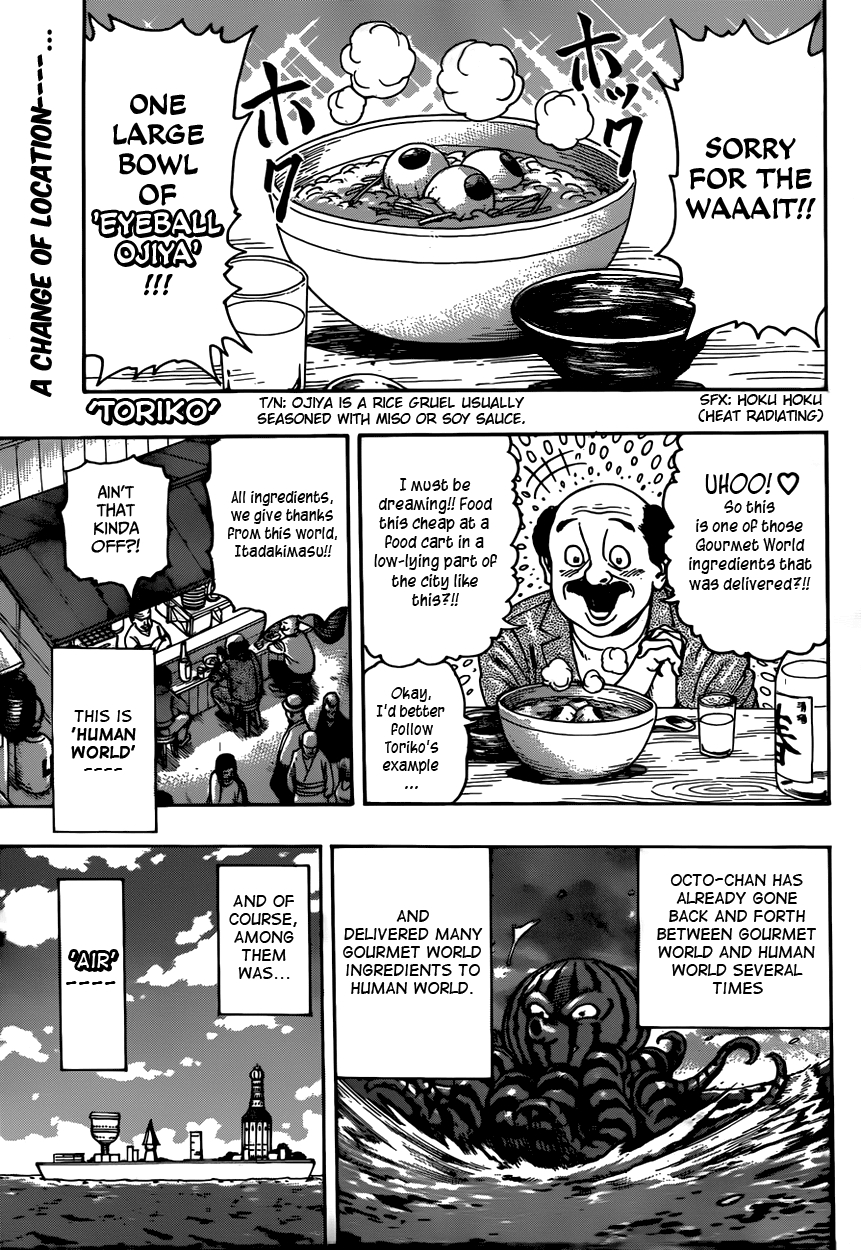 A CHANGE OF LOCATION----...
SORRY
FOR THE
WAAAIT!!
ホクッ
ホク
ONE
LARGE
BOWL
OF
'EYEBALL
OJIYA'
!!!
'TORIKO'
T/N: OJIYA IS A RICE GRUEL USUALLY
SEASONED WITH MISO OR SOY SAUCE.
SFX: HOKU HOKU
(HEAT RADIATING)
UHOO! ♡
So this
is one of those
Gourmet World
ingredients that
was delivered?!!
I must be
dreaming!! Food
this cheap at a
food cart in a
low-lying part of
the city like
this?!!
Okay,
I'd better
follow
Toriko's
example
...
All ingredients,
we give thanks
from this world,
Itadakimasu!!
AIN'T
THAT
KINDA
OFF?!
THIS IS
'HUMAN
WORLD'
----
OCTO-CHAN HAS
ALREADY GONE
BACK AND FORTH
BETWEEN GOURMET
WORLD AND HUMAN
WORLD SEVERAL
TIMES
AND
DELIVERED MANY
GOURMET WORLD
INGREDIENTS TO
HUMAN WORLD.
AND OF
COURSE,
AMONG
THEM
WAS...
'AIR'
----